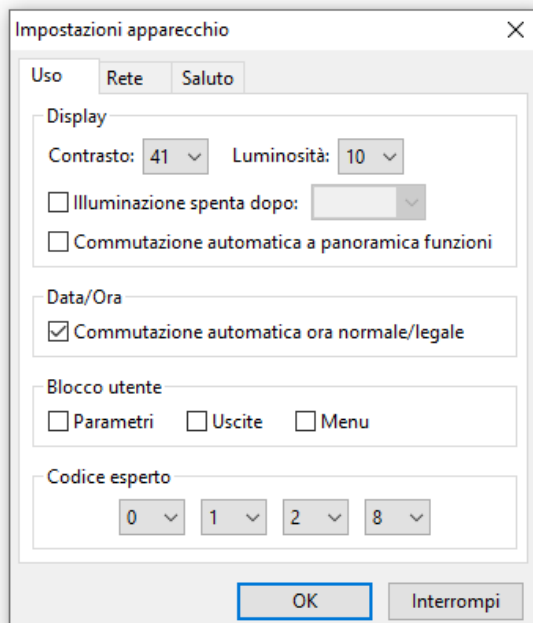 Impostazioni apparecchio
Uso Rete Saluto
Display
Contrasto: 41 Luminosità: 10
Illuminazione spenta dopo:
Commutazione automatica a panoramica funzioni
Data/Ora
Commutazione automatica ora normale/legale
Blocco utente
Parametri Uscite Menu
Codice esperto
0 1 2 8
OK Interrompi